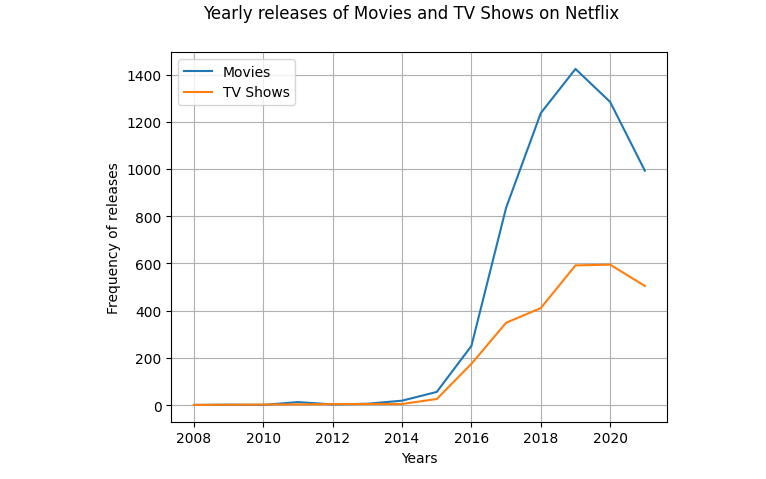 Yearly releases of Movies and TV Shows on Netflix
Movies
TV Shows
Frequency of releases
1400
1200
1000
800
600
400
200
0
2008 2010 2012 2014 2016 2018 2020
Years